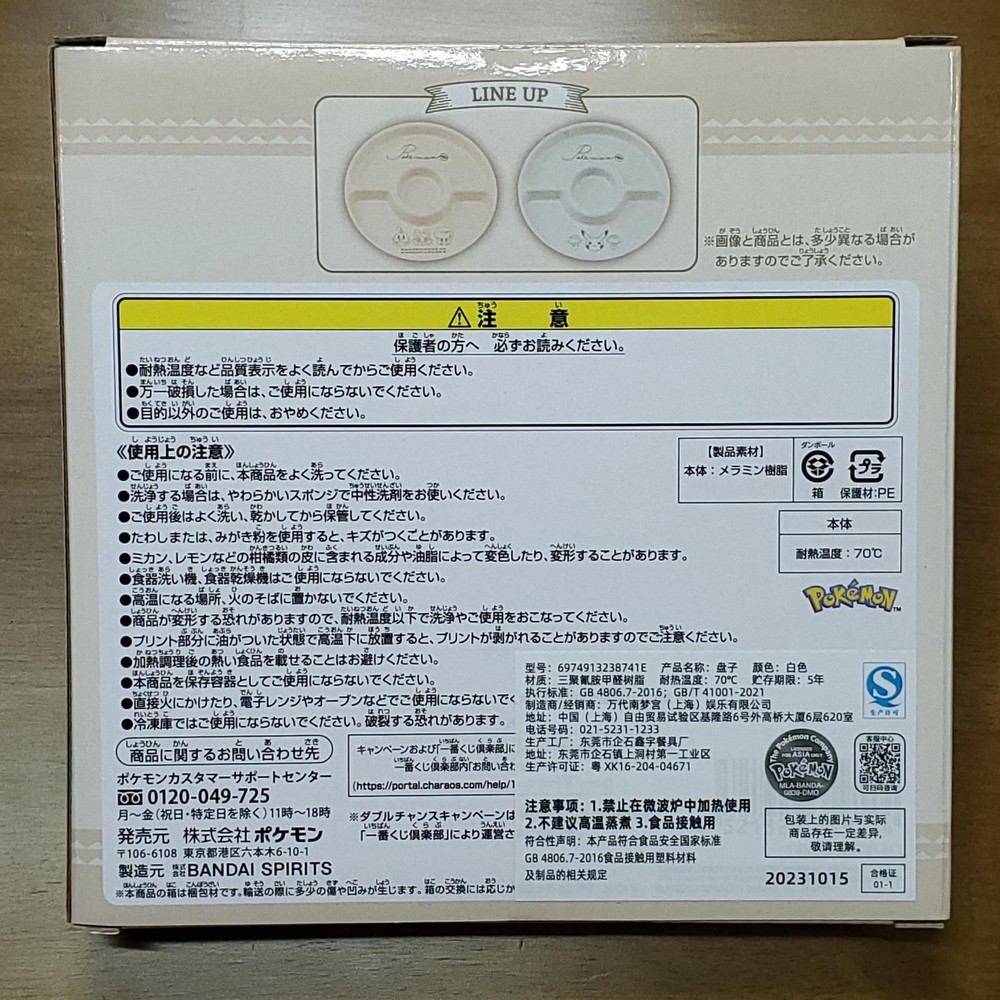 LINE UP
Pokémon
Pokémon
※画像と商品とは、多少異なる場合が
ありますのでご了承ください。
⚠注意
保護者の方へ 必ずお読みください。
●耐熱温度など品質表示をよく読んでからご使用ください。
●万一破損した場合は、ご使用にならないでください。
●目的以外のご使用は、おやめください。
《使用上の注意》
●ご使用になる前に、本商品をよく洗ってください。
●洗浄する場合は、やわらかいスポンジで中性洗剤をお使いください。
●ご使用後はよく洗い、乾かしてから保管してください。
●たわしまたは、みがき粉を使用すると、キズがつくことがあります。
●ミカン、レモンなどの柑橘類の皮に含まれる成分や油脂によって変色したり、変形することがあります。
●食器洗い機、食器乾燥機はご使用にならないでください。
●高温になる場所、火のそばに置かないでください。
●商品が変形する恐れがありますので、耐熱温度以下で洗浄やご使用をおこなってください。
●プリント部分に油がついた状態で高温下に放置すると、プリントが剥がれることがありますのでご注意ください。
●加熱調理後の熱い食品を載せることはお避けください。
●本商品を保存容器としてご使用にならないでください。
●直接火にかけたり、電子レンジやオーブンなどでご使用にならないで
●冷凍庫ではご使用にならないでください。破裂する恐れがあります。
【製品素材】
本体:メラミン樹脂
ダンボール
箱
プラ
保護材:PE
本体
耐熱温度:70℃
POKéMON
商品に関するお問い合わせ先
ポケモンカスタマーサポートセンター
0120-049-725
月〜金(祝日・特定日を除く)11時〜18時
発売元 株式会社ポケモン
〒106-6108 東京都港区六本木6-10-1
製造元 株式会社BANDAI SPIRITS
※本商品の箱は梱包材です。輸送の際に多少の傷や凹みが生じます。箱の交換には応じか
キャンペーンおよび「一番くじ倶楽部」に
一番くじ倶楽部内「お問い合わ
(https://portal.charaos.com/help/1
※ダブルチャンスキャンペーンは
「一番くじ倶楽部」により運営さ
型号:6974913238741E 产品名称:盘子 颜色:白色
材质:三聚氰胺甲醛树脂 耐热温度:70℃ 贮存期限:5年
执行标准:GB 4806.7-2016;GB/T 41001-2021
制造商/经销商:万代南梦宫(上海)娱乐有限公司
地址:中国(上海)自由贸易试验区基隆路6号外高桥大厦6层620室
电话:021-5231-1233
生产工厂:东莞市企石鑫宇餐具厂
地址:东莞市企石镇上洞村第一工业区
生产许可证:粤 XK16-204-04671
注意事项:1.禁止在微波炉中加热使用
2.不建议高温蒸煮 3.食品接触用
符合性声明:本产品符合食品安全国家标准
GB 4806.7-2016食品接触用塑料材料
及制品的相关规定
生产许可
The Pokémon Company
LICENSED
FOR ASIA ONLY
POKéMON
MLA-BANDA-
0839-DMO
客服中心
可扫码咨询
包装上的图片与实际
商品存在一定差异,
敬请理解。
20231015
合格证
01-1